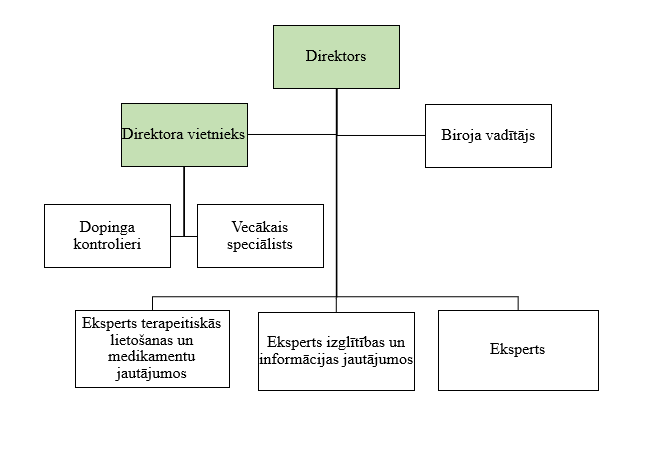 Direktors
Direktora vietnieks
Biroja vadītājs
Dopinga
kontrolieri
Vecākais
speciālists
Eksperts terapeitiskās
lietošanas un
medikamentu
jautājumos
Eksperts izglītības un
informācijas jautājumos
Eksperts